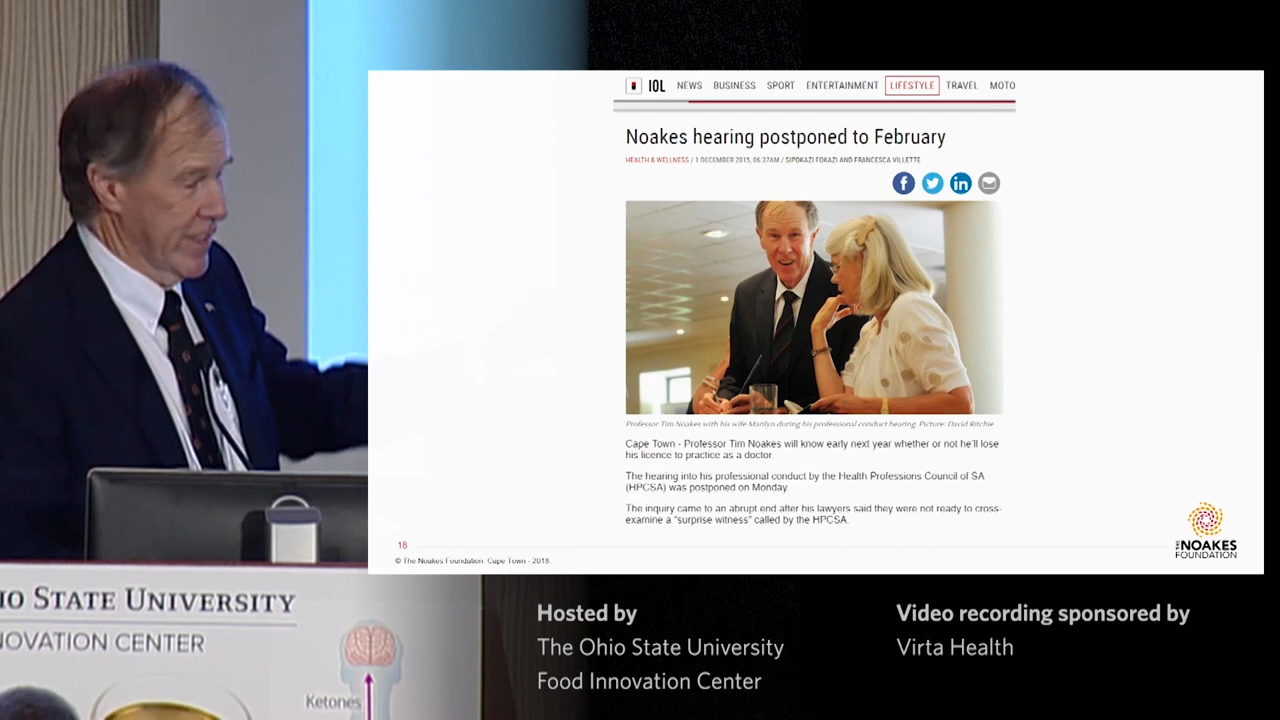 IOL NEWS BUSINESS SPORT ENTERTAINMENT LIFESTYLE TRAVEL MOTO
Noakes hearing postponed to February
HEALTH & WELLNESS / 1 DECEMBER 2015, 06:37AM / SIPOKAZI FOKAZI AND FRANCESCA VILLETTE
Professor Tim Noakes with his wife Marilyn during his professional conduct hearing. Picture: David Ritchie
Cape Town - Professor Tim Noakes will know early next year whether or not he'll lose
his licence to practice as a doctor.
The hearing into his professional conduct by the Health Professions Council of SA
(HPCSA) was postponed on Monday.
The inquiry came to an abrupt end after his lawyers said they were not ready to cross-
examine a "surprise witness" called by the HPCSA.
16
© The Noakes Foundation. Cape Town - 2018
THE
NOAKES
FOUNDATION
IO STATE UNIVERSITY
NOVATION CENTER
Ketones
Hosted by
The Ohio State University
Food Innovation Center
Video recording sponsored by
Virta Health